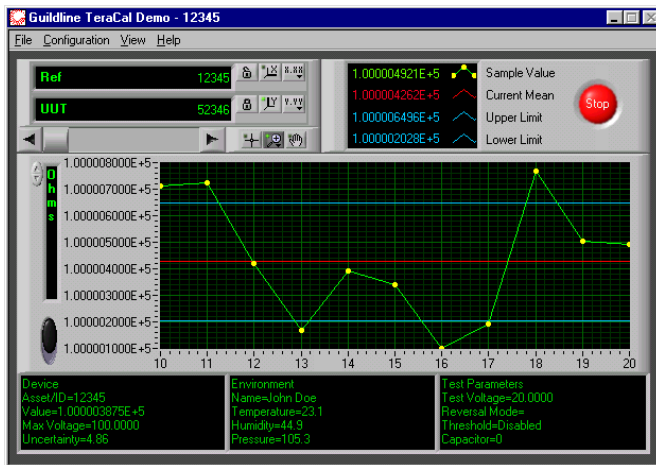 Guildline TeraCal Demo - 12345
File Configuration View Help
Ref 12345
UUT 52346
X.XX
Y.YY
1.000004921E+5 Sample Value
1.000004262E+5 Current Mean
1.000006496E+5 Upper Limit
1.000002028E+5 Lower Limit
Stop
Ohms
1.000008000E+5
1.000007000E+5
1.000006000E+5
1.000005000E+5
1.000004000E+5
1.000003000E+5
1.000002000E+5
1.000001000E+5
10 11 12 13 14 15 16 17 18 19 20
Device
Asset/ID=12345
Value=1.000003875E+5
Max Voltage=100.0000
Uncertainty=4.86
Environment
Name=John Doe
Temperature=23.1
Humidity=44.9
Pressure=105.3
Test Parameters
Test Voltage=20.0000
Reversal Mode=
Threshold=Disabled
Capacitor=0